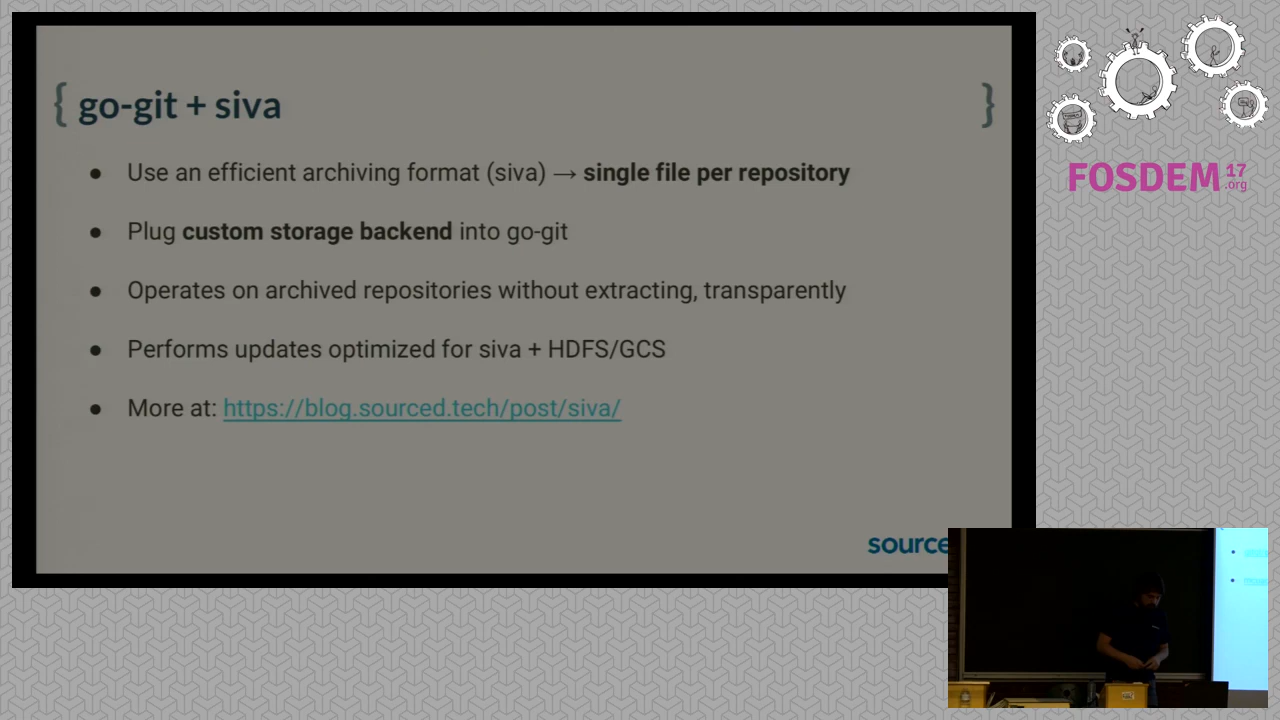 { go-git + siva }
● Use an efficient archiving format (siva) → single file per repository
● Plug custom storage backend into go-git
● Operates on archived repositories without extracting, transparently
● Performs updates optimized for siva + HDFS/GCS
● More at: https://blog.sourced.tech/post/siva/
source
FOSDEM 17
.org